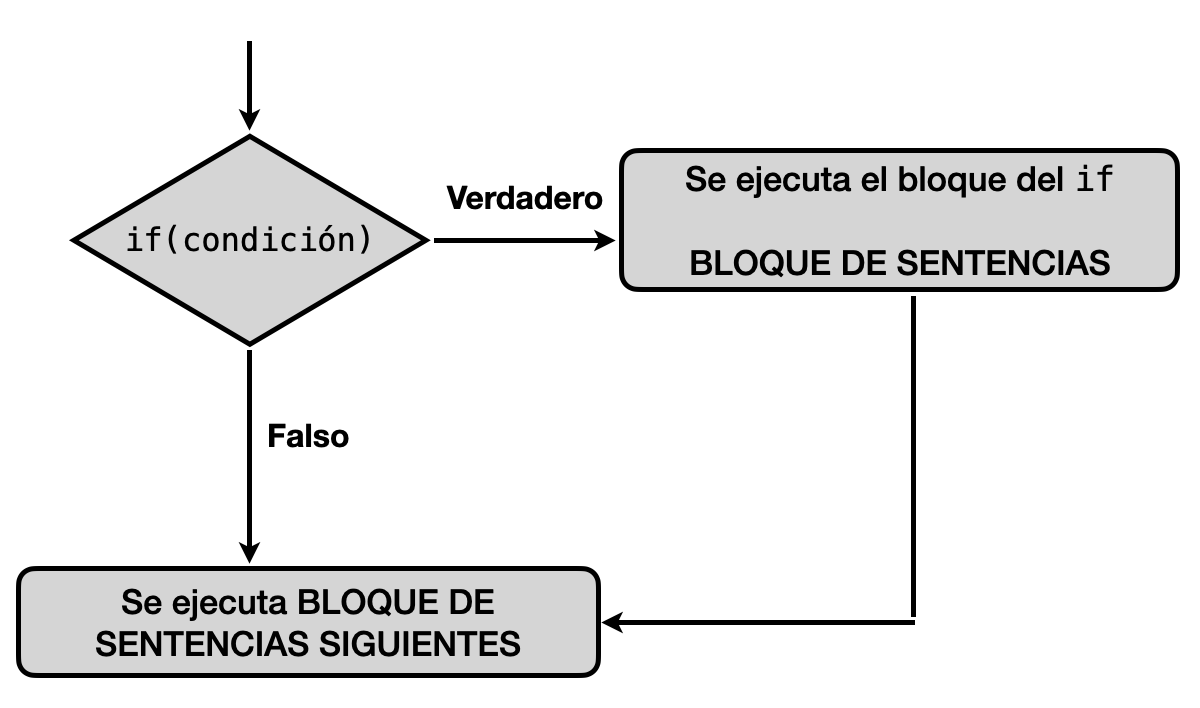 if(condición)
Verdadero
Se ejecuta el bloque del if
BLOQUE DE SENTENCIAS
Falso
Se ejecuta BLOQUE DE
SENTENCIAS SIGUIENTES